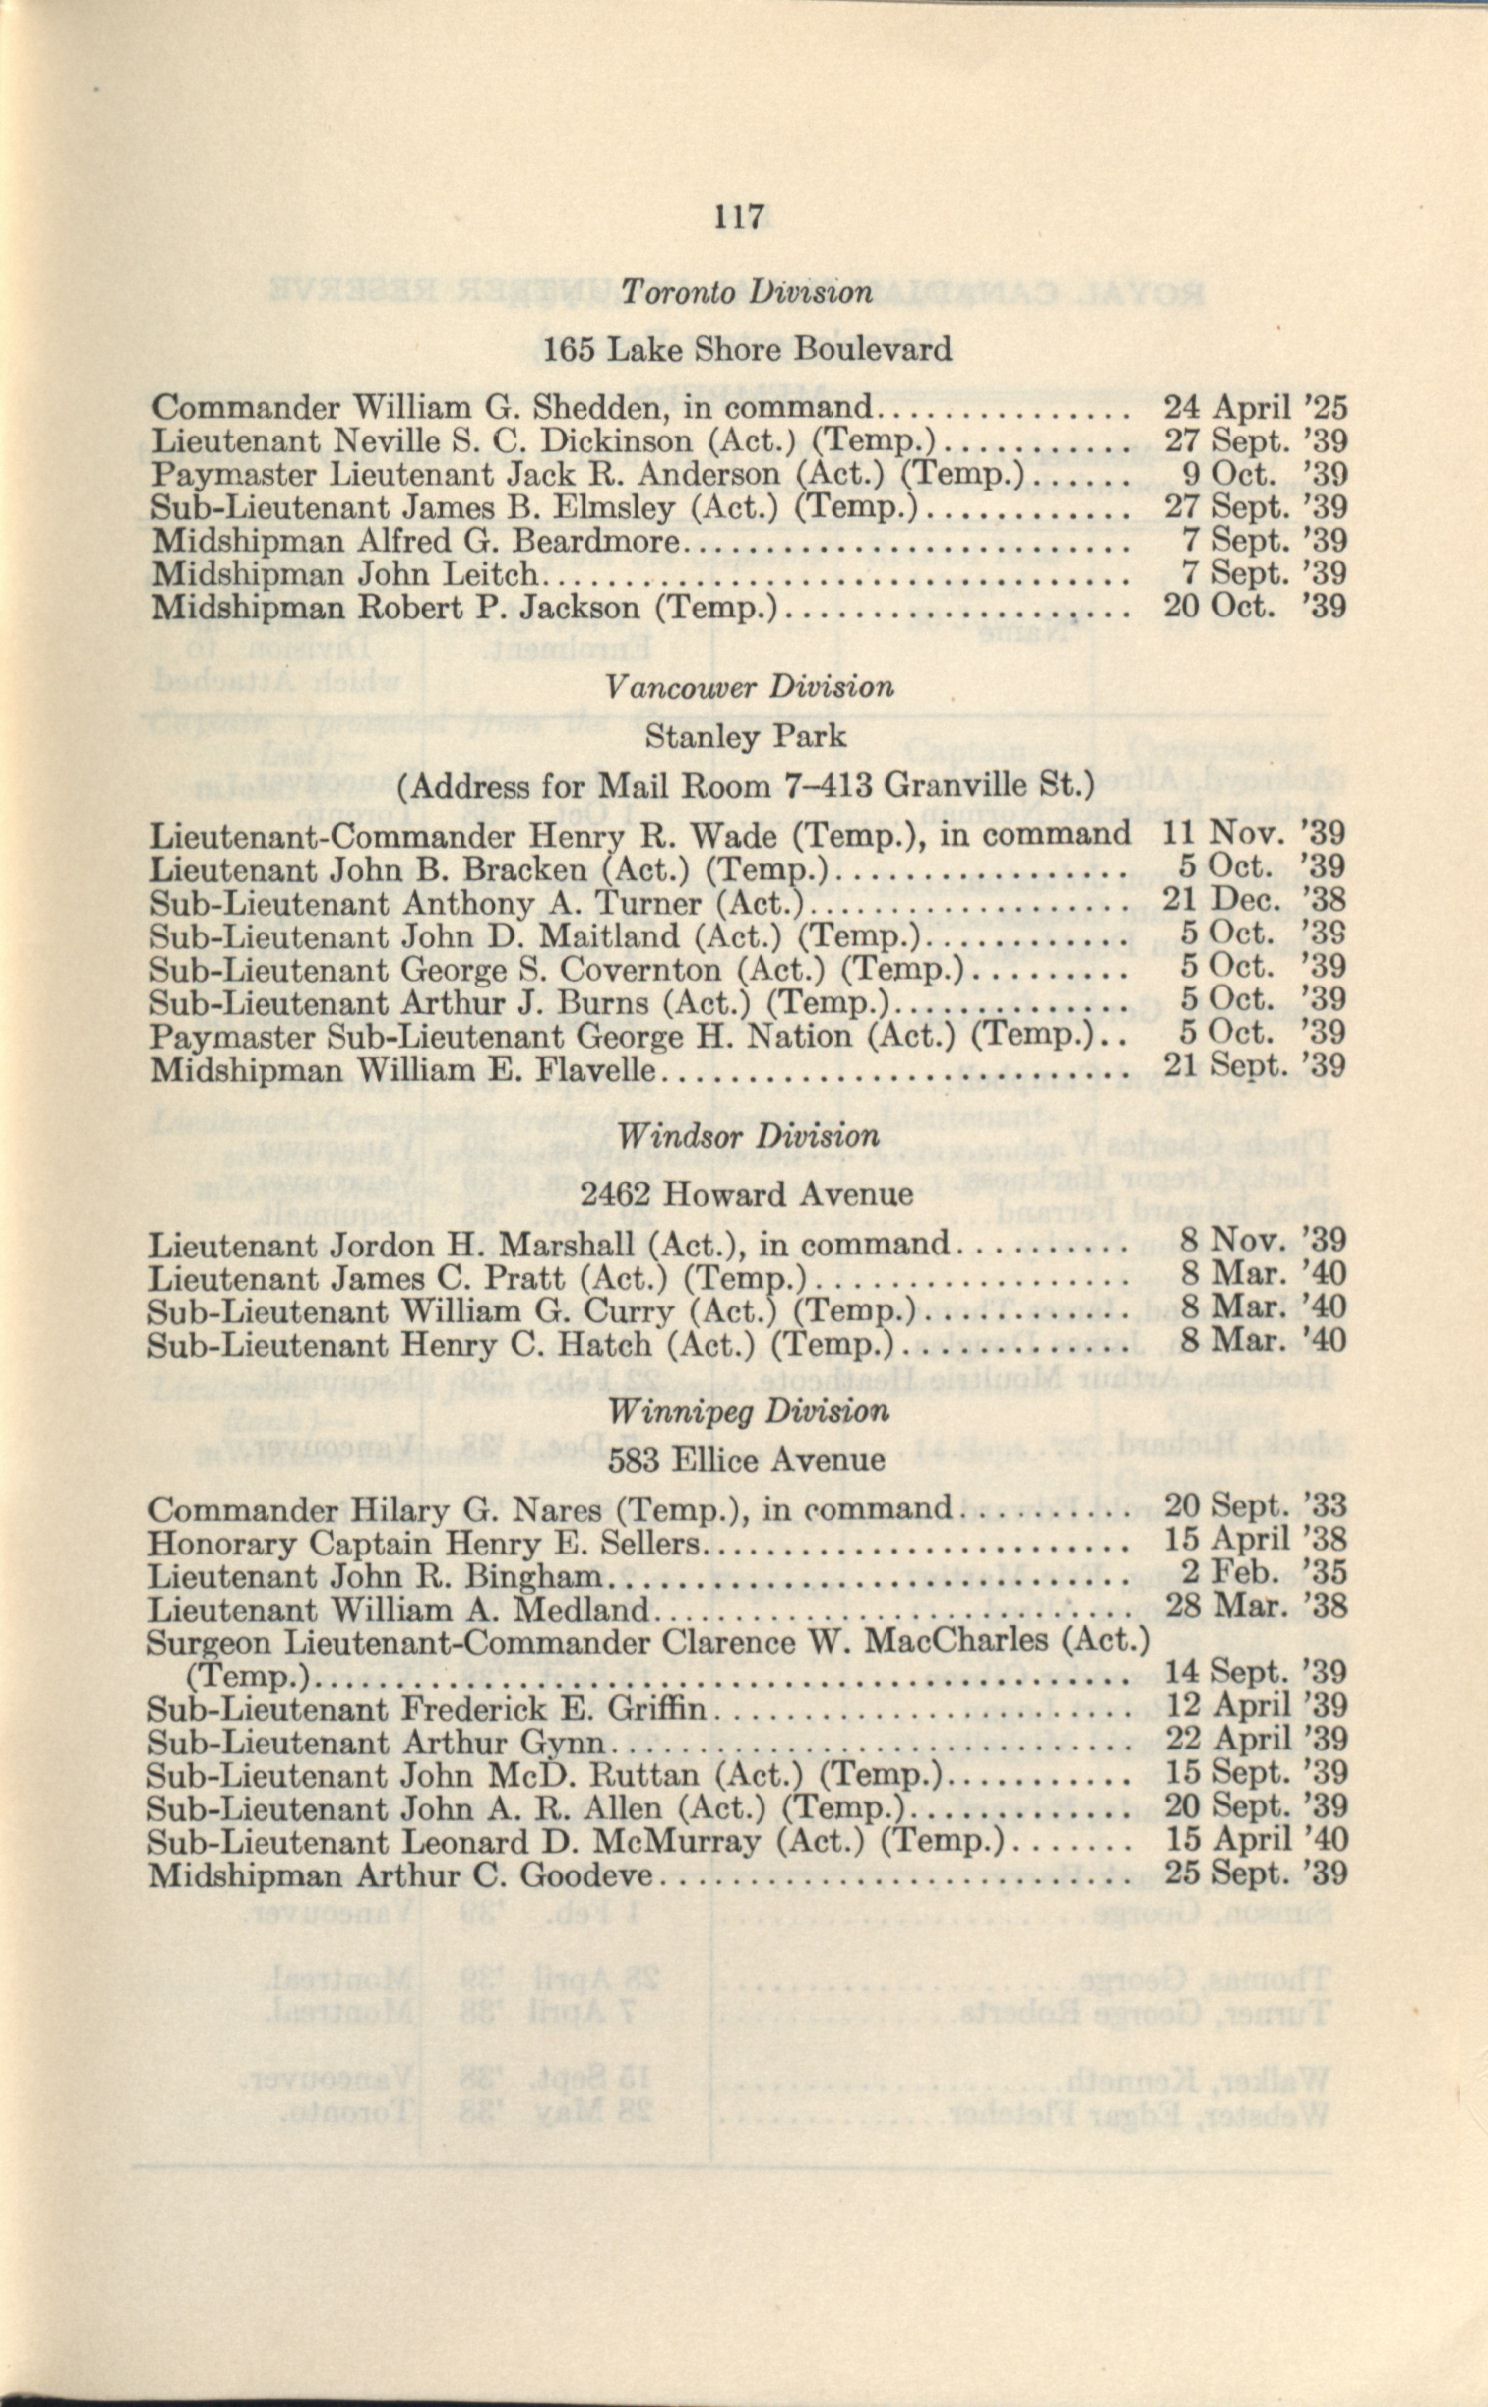 117
Toronto Division
165 Lake Shore Boulevard
Commander William G. Shedden, in command............... 24 April '25
Lieutenant Neville S. C. Dickinson (Act.) (Temp.)............ 27 Sept. '39
Paymaster Lieutenant Jack R. Anderson (Act.) (Temp.)...... 9 Oct. '39
Sub-Lieutenant James B. Elmsley (Act.) (Temp.)............. 27 Sept. '39
Midshipman Alfred G. Beardmore........................... 7 Sept. '39
Midshipman John Leitch................................... 7 Sept. '39
Midshipman Robert P. Jackson (Temp.)..................... 20 Oct. '39
Vancouver Division
Stanley Park
(Address for Mail Room 7–413 Granville St.)
Lieutenant-Commander Henry R. Wade (Temp.), in command 11 Nov. '39
Lieutenant John B. Bracken (Act.) (Temp.).................. 5 Oct. '39
Sub-Lieutenant Anthony A. Turner (Act.).................... 21 Dec. '38
Sub-Lieutenant John D. Maitland (Act.) (Temp.)............. 5 Oct. '39
Sub-Lieutenant George S. Covernton (Act.) (Temp.).......... 5 Oct. '39
Sub-Lieutenant Arthur J. Burns (Act.) (Temp.).............. 5 Oct. '39
Paymaster Sub-Lieutenant George H. Nation (Act.) (Temp.).. 5 Oct. '39
Midshipman William E. Flavelle............................ 21 Sept. '39
Windsor Division
2462 Howard Avenue
Lieutenant Jordon H. Marshall (Act.), in command........... 8 Nov. '39
Lieutenant James C. Pratt (Act.) (Temp.)................... 8 Mar. '40
Sub-Lieutenant William G. Curry (Act.) (Temp.)............. 8 Mar. '40
Sub-Lieutenant Henry C. Hatch (Act.) (Temp.).............. 8 Mar. '40
Winnipeg Division
583 Ellice Avenue
Commander Hilary G. Nares (Temp.), in command........... 20 Sept. '33
Honorary Captain Henry E. Sellers.......................... 15 April '38
Lieutenant John R. Bingham................................ 2 Feb. '35
Lieutenant William A. Medland............................. 28 Mar. '38
Surgeon Lieutenant-Commander Clarence W. MacCharles (Act.)
(Temp.).................................................. 14 Sept. '39
Sub-Lieutenant Frederick E. Griffin......................... 12 April '39
Sub-Lieutenant Arthur Gynn............................... 22 April '39
Sub-Lieutenant John McD. Ruttan (Act.) (Temp.)............ 15 Sept. '39
Sub-Lieutenant John A. R. Allen (Act.) (Temp.)............. 20 Sept. '39
Sub-Lieutenant Leonard D. McMurray (Act.) (Temp.)........ 15 April '40
Midshipman Arthur C. Goodeve............................. 25 Sept. '39